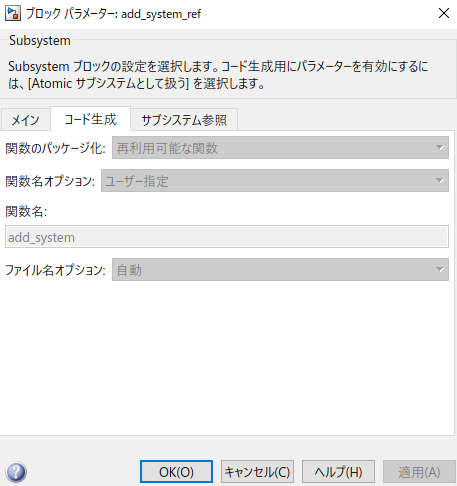 ブロック パラメーター: add_system_ref
Subsystem
Subsystem ブロックの設定を選択します。コード生成用にパラメーターを有効にするに
は、[Atomic サブシステムとして扱う] を選択します。
メイン コード生成 サブシステム参照
関数のパッケージ化: 再利用可能な関数
関数名オプション: ユーザー指定
関数名:
add_system
ファイル名オプション: 自動
OK(O) キャンセル(C) ヘルプ(H) 適用(A)